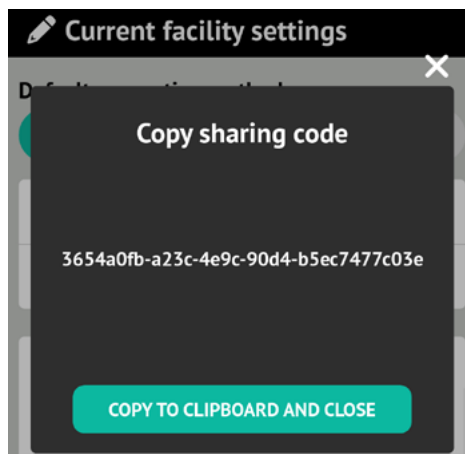 Current facility settings
Copy sharing code
3654a0fb-a23c-4e9c-90d4-b5ec7477c03e
COPY TO CLIPBOARD AND CLOSE